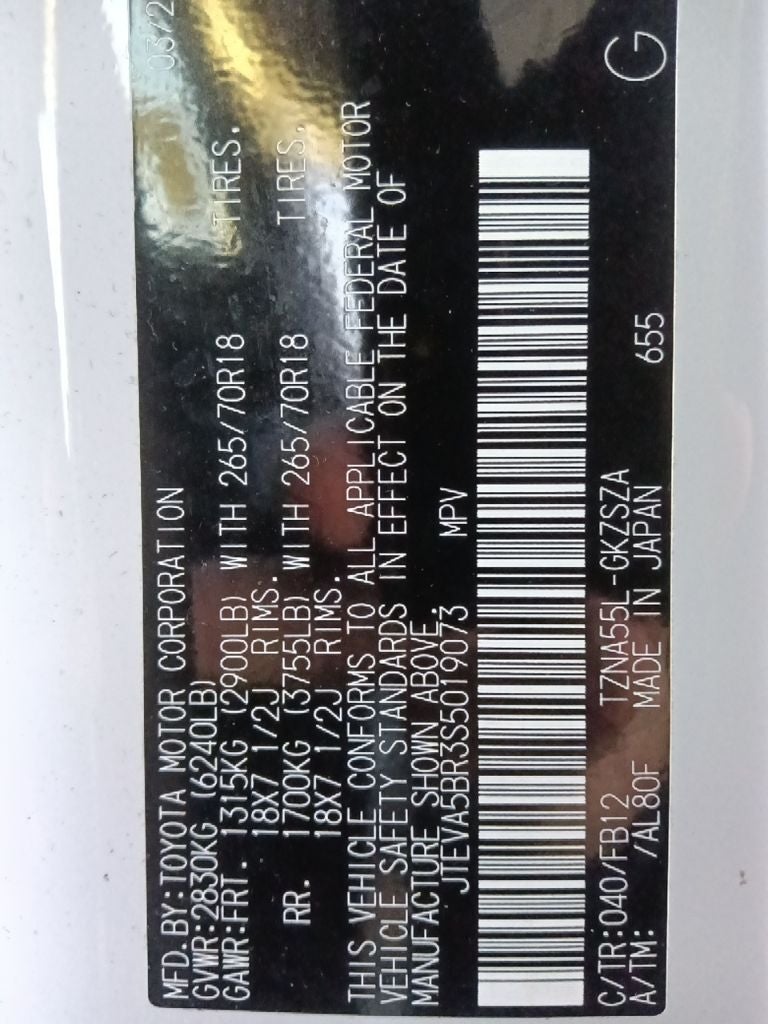 MFD.BY:TOYOTA MOTOR CORPORATION 03/2
GVWR:2830KG (6240LB)
GAWR:FRT. 1315KG (2900LB) WITH 265/70R18 TIRES.
18X7 1/2J RIMS.
RR. 1700KG (3755LB) WITH 265/70R18 TIRES.
18X7 1/2J RIMS.
THIS VEHICLE CONFORMS TO ALL APPLICABLE FEDERAL MOTOR
VEHICLE SAFETY STANDARDS IN EFFECT ON THE DATE OF
MANUFACTURE SHOWN ABOVE.
JTEVA5BR3S5019073 MPV
C/TR:040/FB12 TZNA55L-GKZSZA
A/TM: /AL80F MADE IN JAPAN 655 G